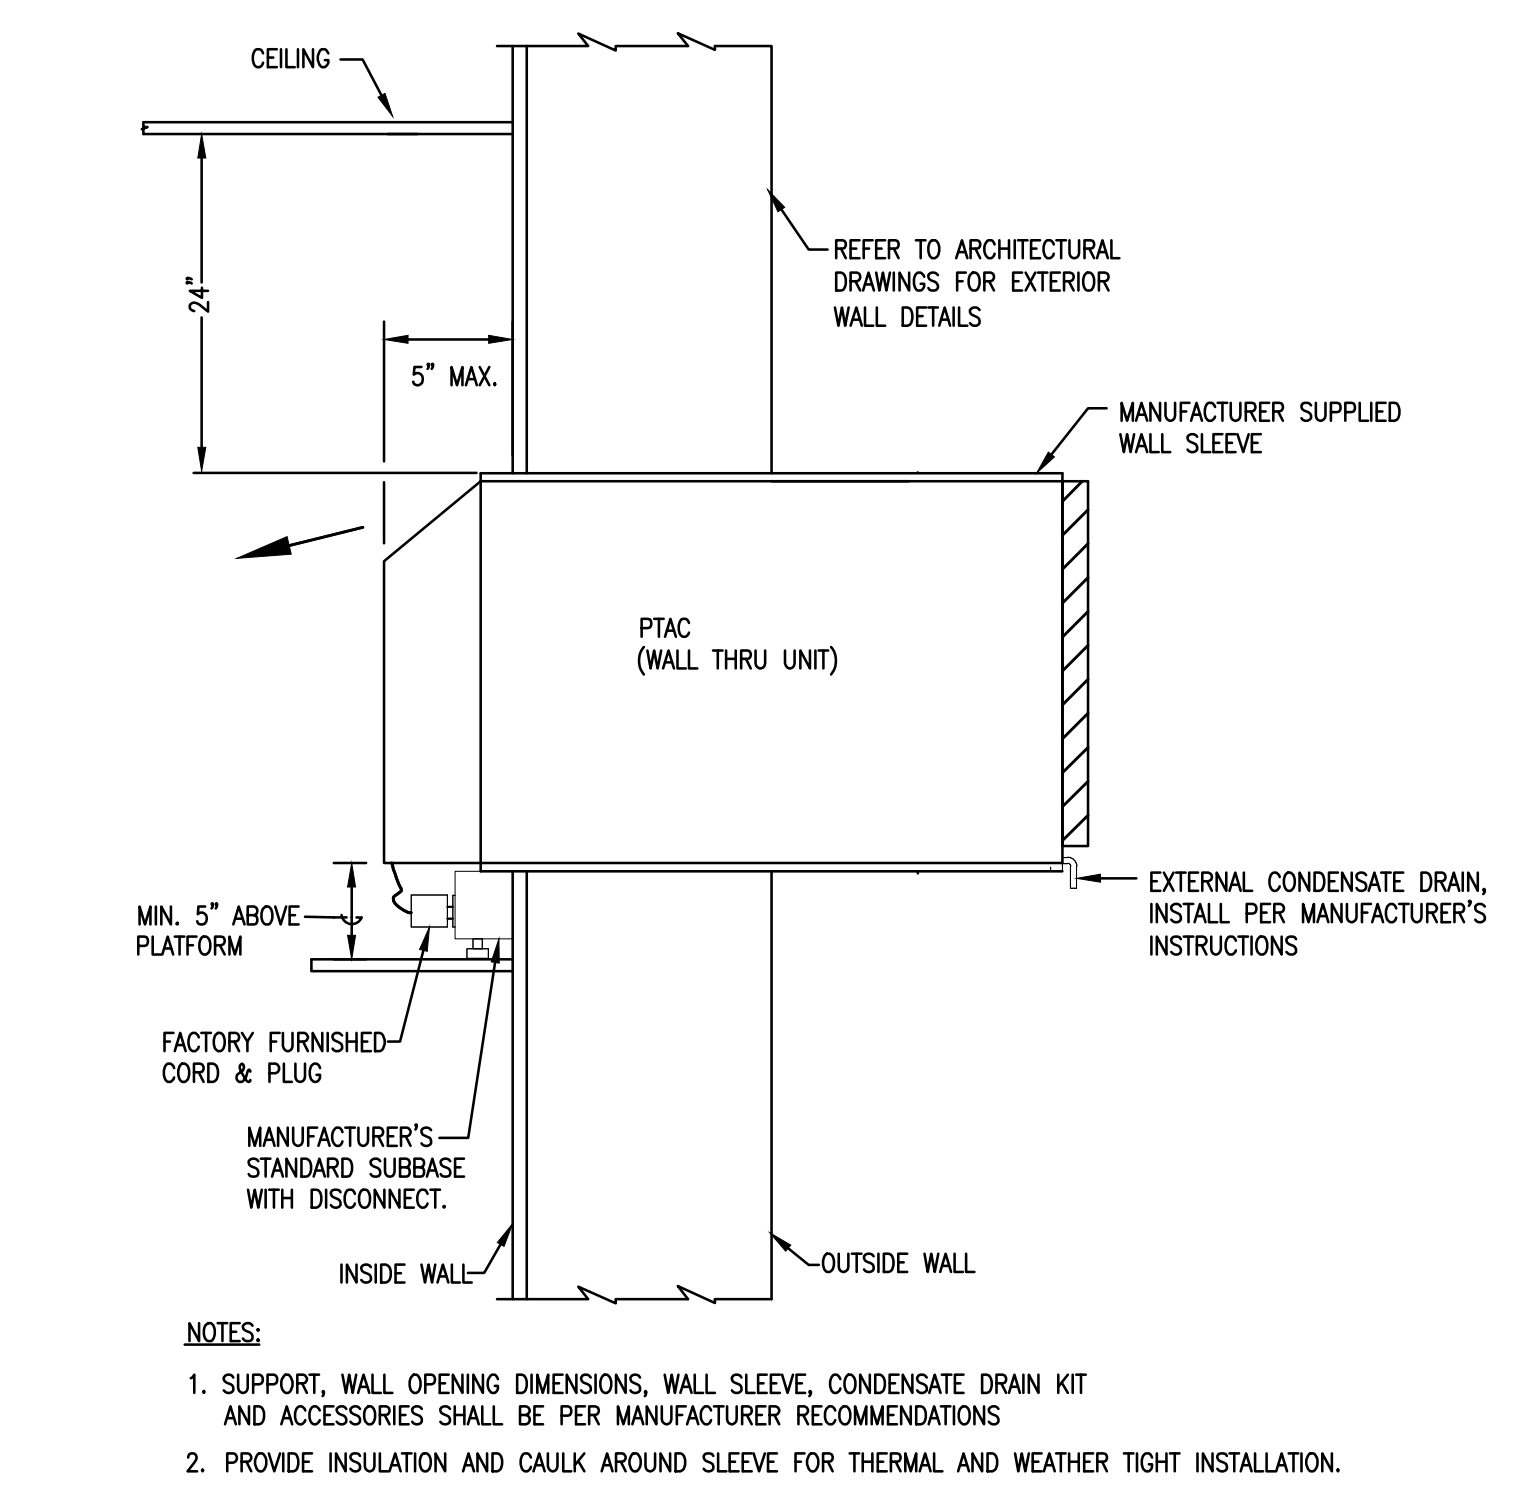 CEILING
REFER TO ARCHITECTURAL
DRAWINGS FOR EXTERIOR
WALL DETAILS
24"
5" MAX.
MANUFACTURER SUPPLIED
WALL SLEEVE
PTAC
(WALL THRU UNIT)
EXTERNAL CONDENSATE DRAIN,
INSTALL PER MANUFACTURER'S
INSTRUCTIONS
MIN. 5" ABOVE
PLATFORM
FACTORY FURNISHED
CORD & PLUG
MANUFACTURER'S
STANDARD SUBBASE
WITH DISCONNECT.
INSIDE WALL
OUTSIDE WALL
NOTES:
1. SUPPORT, WALL OPENING DIMENSIONS, WALL SLEEVE, CONDENSATE DRAIN KIT
AND ACCESSORIES SHALL BE PER MANUFACTURER RECOMMENDATIONS
2. PROVIDE INSULATION AND CAULK AROUND SLEEVE FOR THERMAL AND WEATHER TIGHT INSTALLATION.